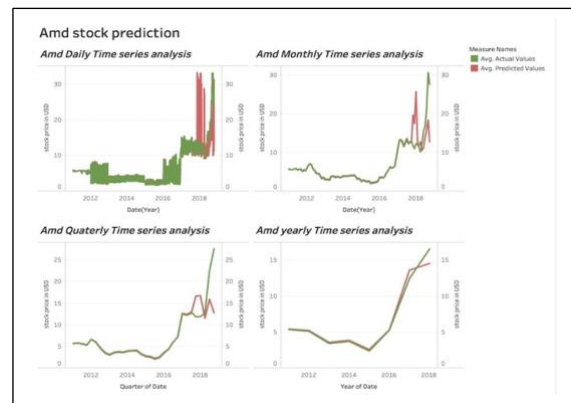 Amd stock prediction
Amd Daily Time series analysis
stock price in USD
30
20
10
0
30
20
10
0
stock price in USD
2012
2014
2016
2018
Date(Year)
Amd Monthly Time series analysis
stock price in USD
30
20
10
0
30
20
10
0
stock price in USD
2012
2014
2016
2018
Date(Year)
Measure Names
Avg. Actual Values
Avg. Predicted Values
Amd Quaterly Time series analysis
stock price in USD
25
20
15
10
5
0
25
20
15
10
5
0
stock price in USD
2012
2014
2016
2018
Quarter of Date
Amd yearly Time series analysis
stock price in USD
15
10
5
0
15
10
5
0
stock price in USD
2012
2014
2016
2018
Year of Date